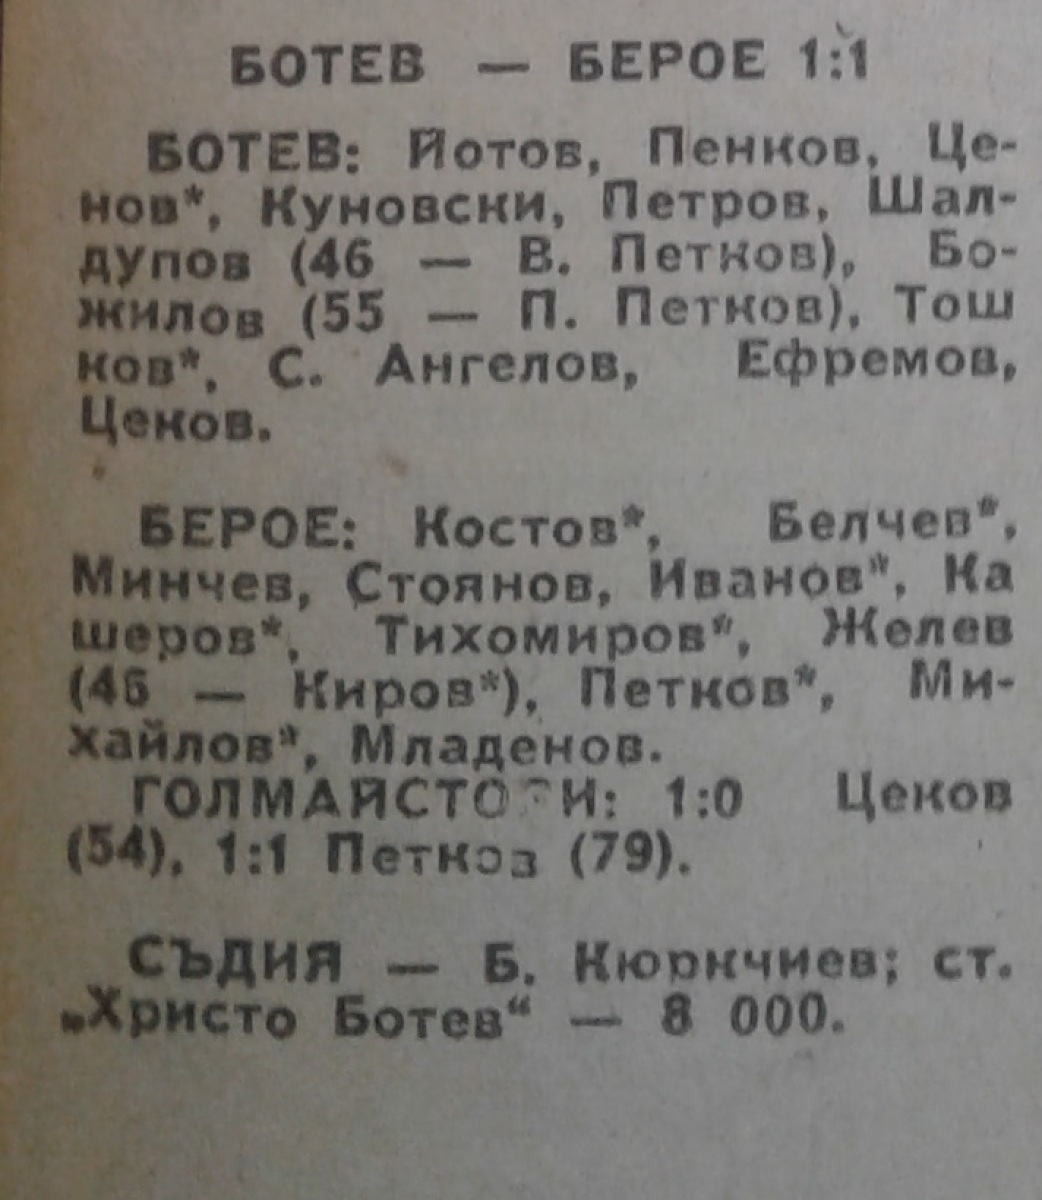 БОТЕВ — БЕРОЕ 1:1
БОТЕВ: Йотов, Пенков, Це-
нов*, Куновски, Петров, Шал-
дупов (46 — В. Петков), Бо-
жилов (55 — П. Петков), Тош
ков*, С. Ангелов, Ефремов,
Цеков.
БЕРОЕ: Костов*, Белчев*,
Минчев, Стоянов, Иванов*, Ка
шеров*, Тихомиров*, Желев
(46 — Киров*), Петков*, Ми-
хайлов*, Младенов.
ГОЛМАЙСТОРИ: 1:0 Цеков
(54), 1:1 Петков (79).
СЪДИЯ — Б. Кюркчиев; ст.
„Христо Ботев“ — 8 000.